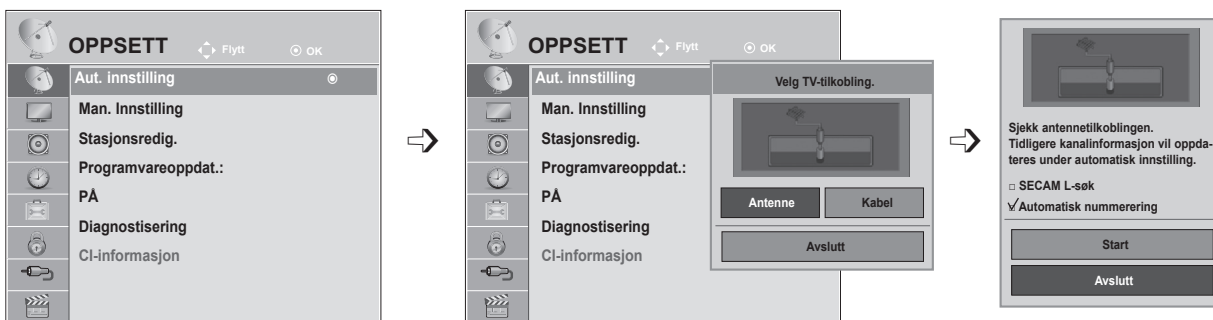 OPPSETT Flytt OK
Aut. innstilling
Man. Innstilling
Stasjonsredig.
Programvareoppdat.:
PÅ
Diagnostisering
CI-informasjon
OPPSETT Flytt OK
Aut. innstilling
Man. Innstilling
Stasjonsredig.
Programvareoppdat.:
PÅ
Diagnostisering
CI-informasjon
Velg TV-tilkobling.
Antenne Kabel
Avslutt
Sjekk antennetilkoblingen.
Tidligere kanalinformasjon vil oppda-
teres under automatisk innstilling.
SECAM L-søk
Automatisk nummerering
Start
Avslutt